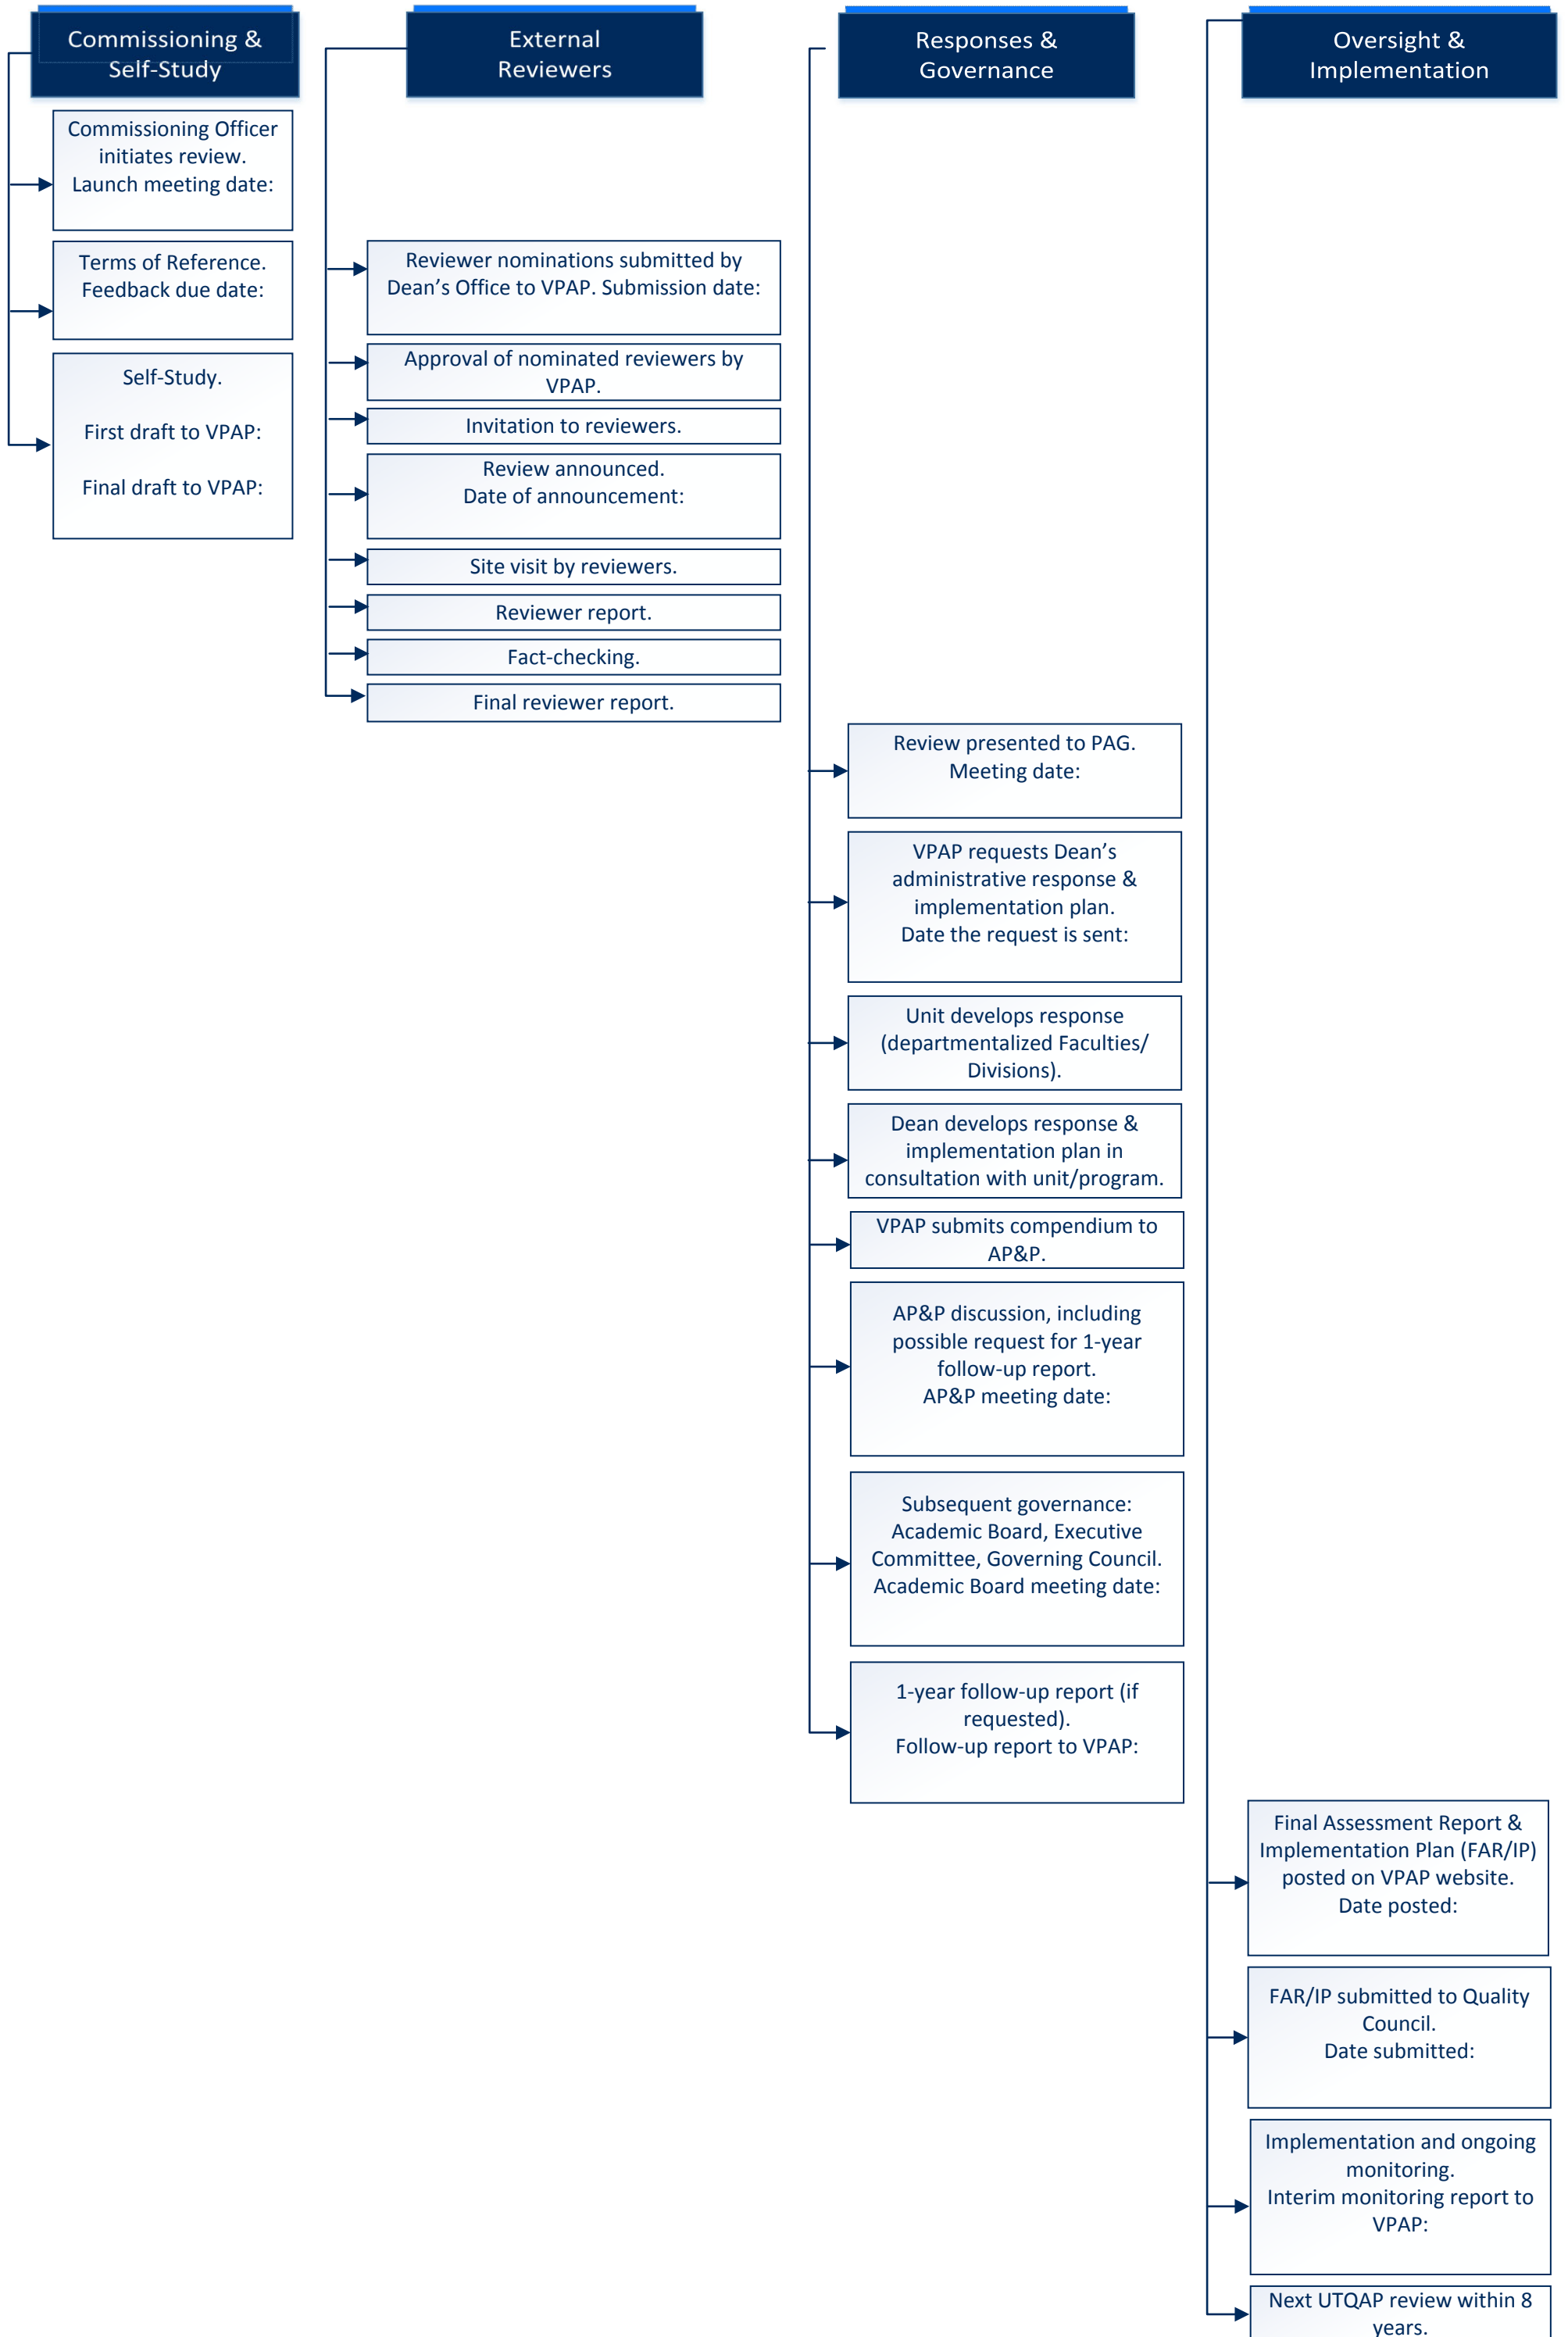 Commissioning &
Self-Study
Commissioning Officer
initiates review.
Launch meeting date:
Terms of Reference.
Feedback due date:
Self-Study.
First draft to VPAP:
Final draft to VPAP:
External
Reviewers
Reviewer nominations submitted by
Dean’s Office to VPAP. Submission date:
Approval of nominated reviewers by
VPAP.
Invitation to reviewers.
Review announced.
Date of announcement:
Site visit by reviewers.
Reviewer report.
Fact-checking.
Final reviewer report.
Responses &
Governance
Review presented to PAG.
Meeting date:
VPAP requests Dean’s
administrative response &
implementation plan.
Date the request is sent:
Unit develops response
(departmentalized Faculties/
Divisions).
Dean develops response &
implementation plan in
consultation with unit/program.
VPAP submits compendium to
AP&P.
AP&P discussion, including
possible request for 1-year
follow-up report.
AP&P meeting date:
Subsequent governance:
Academic Board, Executive
Committee, Governing Council.
Academic Board meeting date:
1-year follow-up report (if
requested).
Follow-up report to VPAP:
Oversight &
Implementation
Final Assessment Report &
Implementation Plan (FAR/IP)
posted on VPAP website.
Date posted:
FAR/IP submitted to Quality
Council.
Date submitted:
Implementation and ongoing
monitoring.
Interim monitoring report to
VPAP:
Next UTQAP review within 8
years.